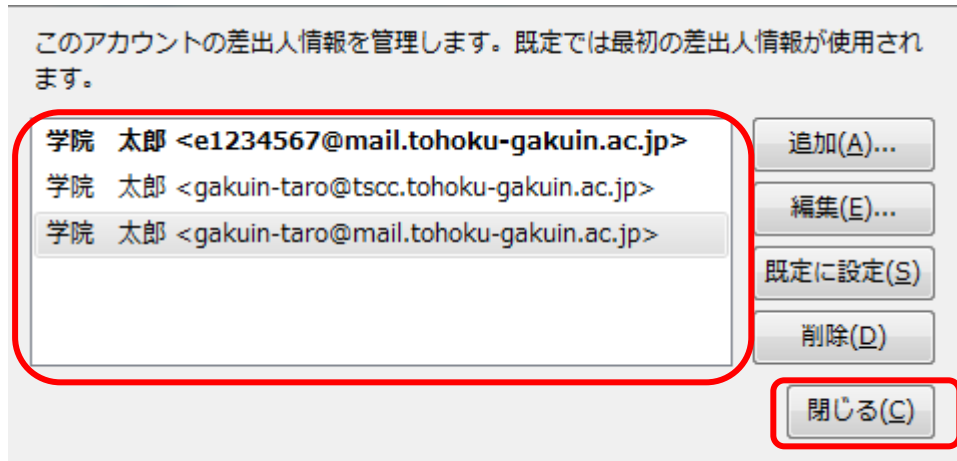 このアカウントの差出人情報を管理します。既定では最初の差出人情報が使用され
ます。
学院　太郎 <e1234567@mail.tohoku-gakuin.ac.jp>
学院　太郎 <gakuin-taro@tscc.tohoku-gakuin.ac.jp>
学院　太郎 <gakuin-taro@mail.tohoku-gakuin.ac.jp>
追加(A)...
編集(E)...
既定に設定(S)
削除(D)
閉じる(C)